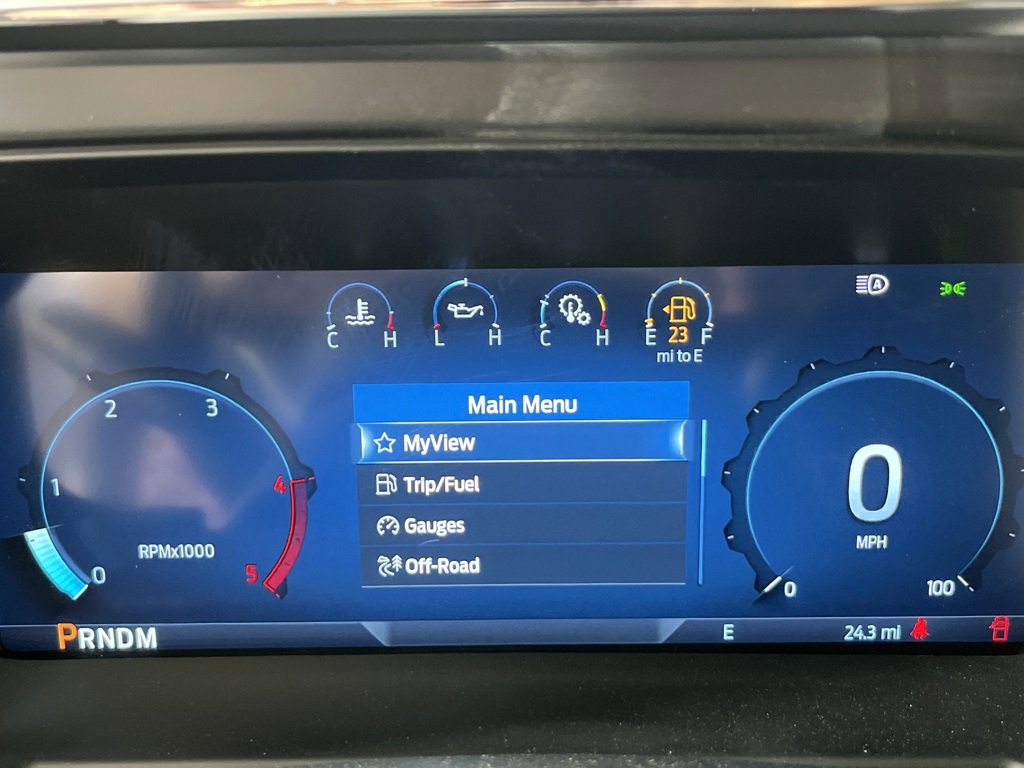 A
C H
L H
C H
E 23 F
mi to E
Main Menu
MyView
Trip/Fuel
Gauges
Off-Road
0
1
2
3
4
5
RPMx1000
0
MPH
0
100
PRNDM
E
24.3 mi